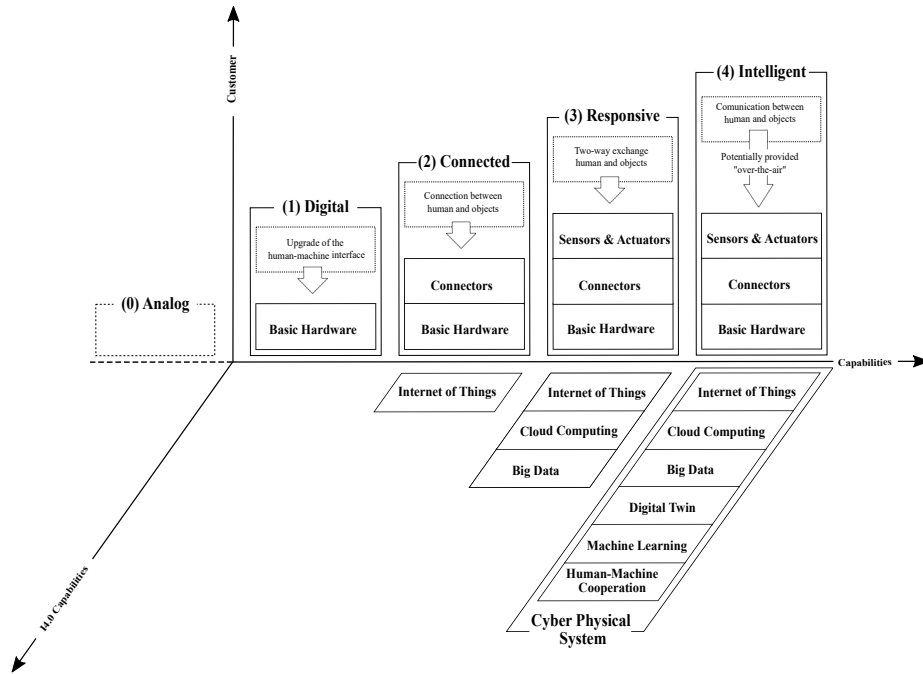 Customer
(4) Intelligent
Comunication between
human and objects
Potentially provided
"over-the-air"
Sensors & Actuators
Connectors
Basic Hardware
(3) Responsive
Two-way exchange
human and objects
Sensors & Actuators
Connectors
Basic Hardware
(2) Connected
Connection between
human and objects
Connectors
Basic Hardware
(1) Digital
Upgrade of the
human-machine interface
Basic Hardware
(0) Analog
Capabilities
Internet of Things
Internet of Things
Cloud Computing
Big Data
Internet of Things
Cloud Computing
Big Data
Digital Twin
Machine Learning
Human-Machine
Cooperation
Cyber Physical
System
I4.0 Capabilities